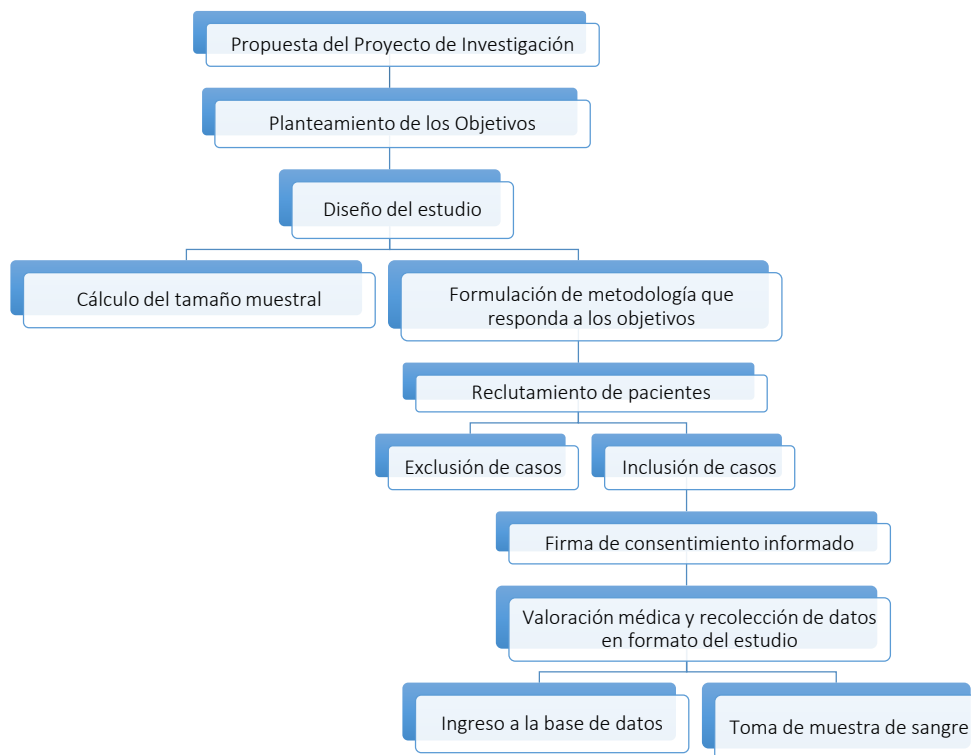 Propuesta del Proyecto de Investigación
Planteamiento de los Objetivos
Diseño del estudio
Cálculo del tamaño muestral
Formulación de metodología que
responda a los objetivos
Reclutamiento de pacientes
Exclusión de casos
Inclusión de casos
Firma de consentimiento informado
Valoración médica y recolección de datos
en formato del estudio
Ingreso a la base de datos
Toma de muestra de sangre